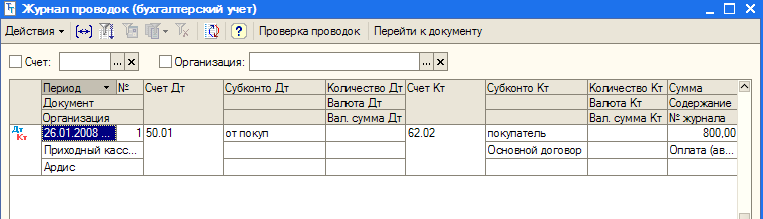 Журнал проводок (бухгалтерский учет)
Действия Проверка проводок Перейти к документу
Счет: ... × Организация: ... ×
Период № Счет Дт Субконто Дт Количество Дт Счет Кт Субконто Кт Количество Кт Сумма
Документ Валюта Дт Валюта Кт Содержание
Организация Вал. сумма Дт Вал. сумма Кт № журнала
Дт Кт 26.01.2008 ... 1 50.01 от покуп 62.02 покупатель 800,00
Приходный касс... Основной договор Оплата (ав...
Ардис